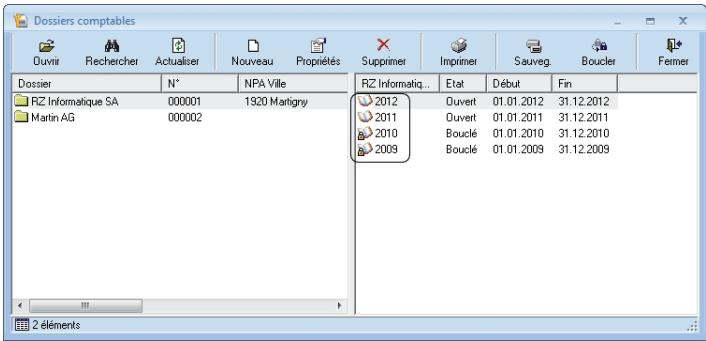 Dossiers comptables
Ouvrir Rechercher Actualiser Nouveau Propriétés Supprimer Imprimer Sauveg. Boucler Fermer
Dossier N° NPA Ville RZ Informatiq... Etat Début Fin
RZ Informatique SA 000001 1920 Martigny 2012 Ouvert 01.01.2012 31.12.2012
Martin AG 000002 2011 Ouvert 01.01.2011 31.12.2011
2010 Bouclé 01.01.2010 31.12.2010
2009 Bouclé 01.01.2009 31.12.2009
2 éléments